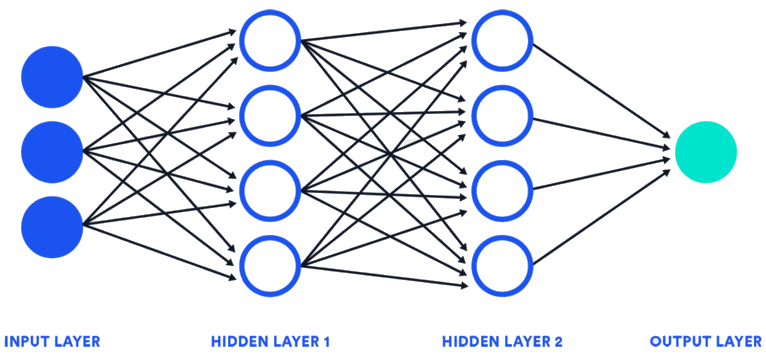 INPUT LAYER
HIDDEN LAYER 1
HIDDEN LAYER 2
OUTPUT LAYER